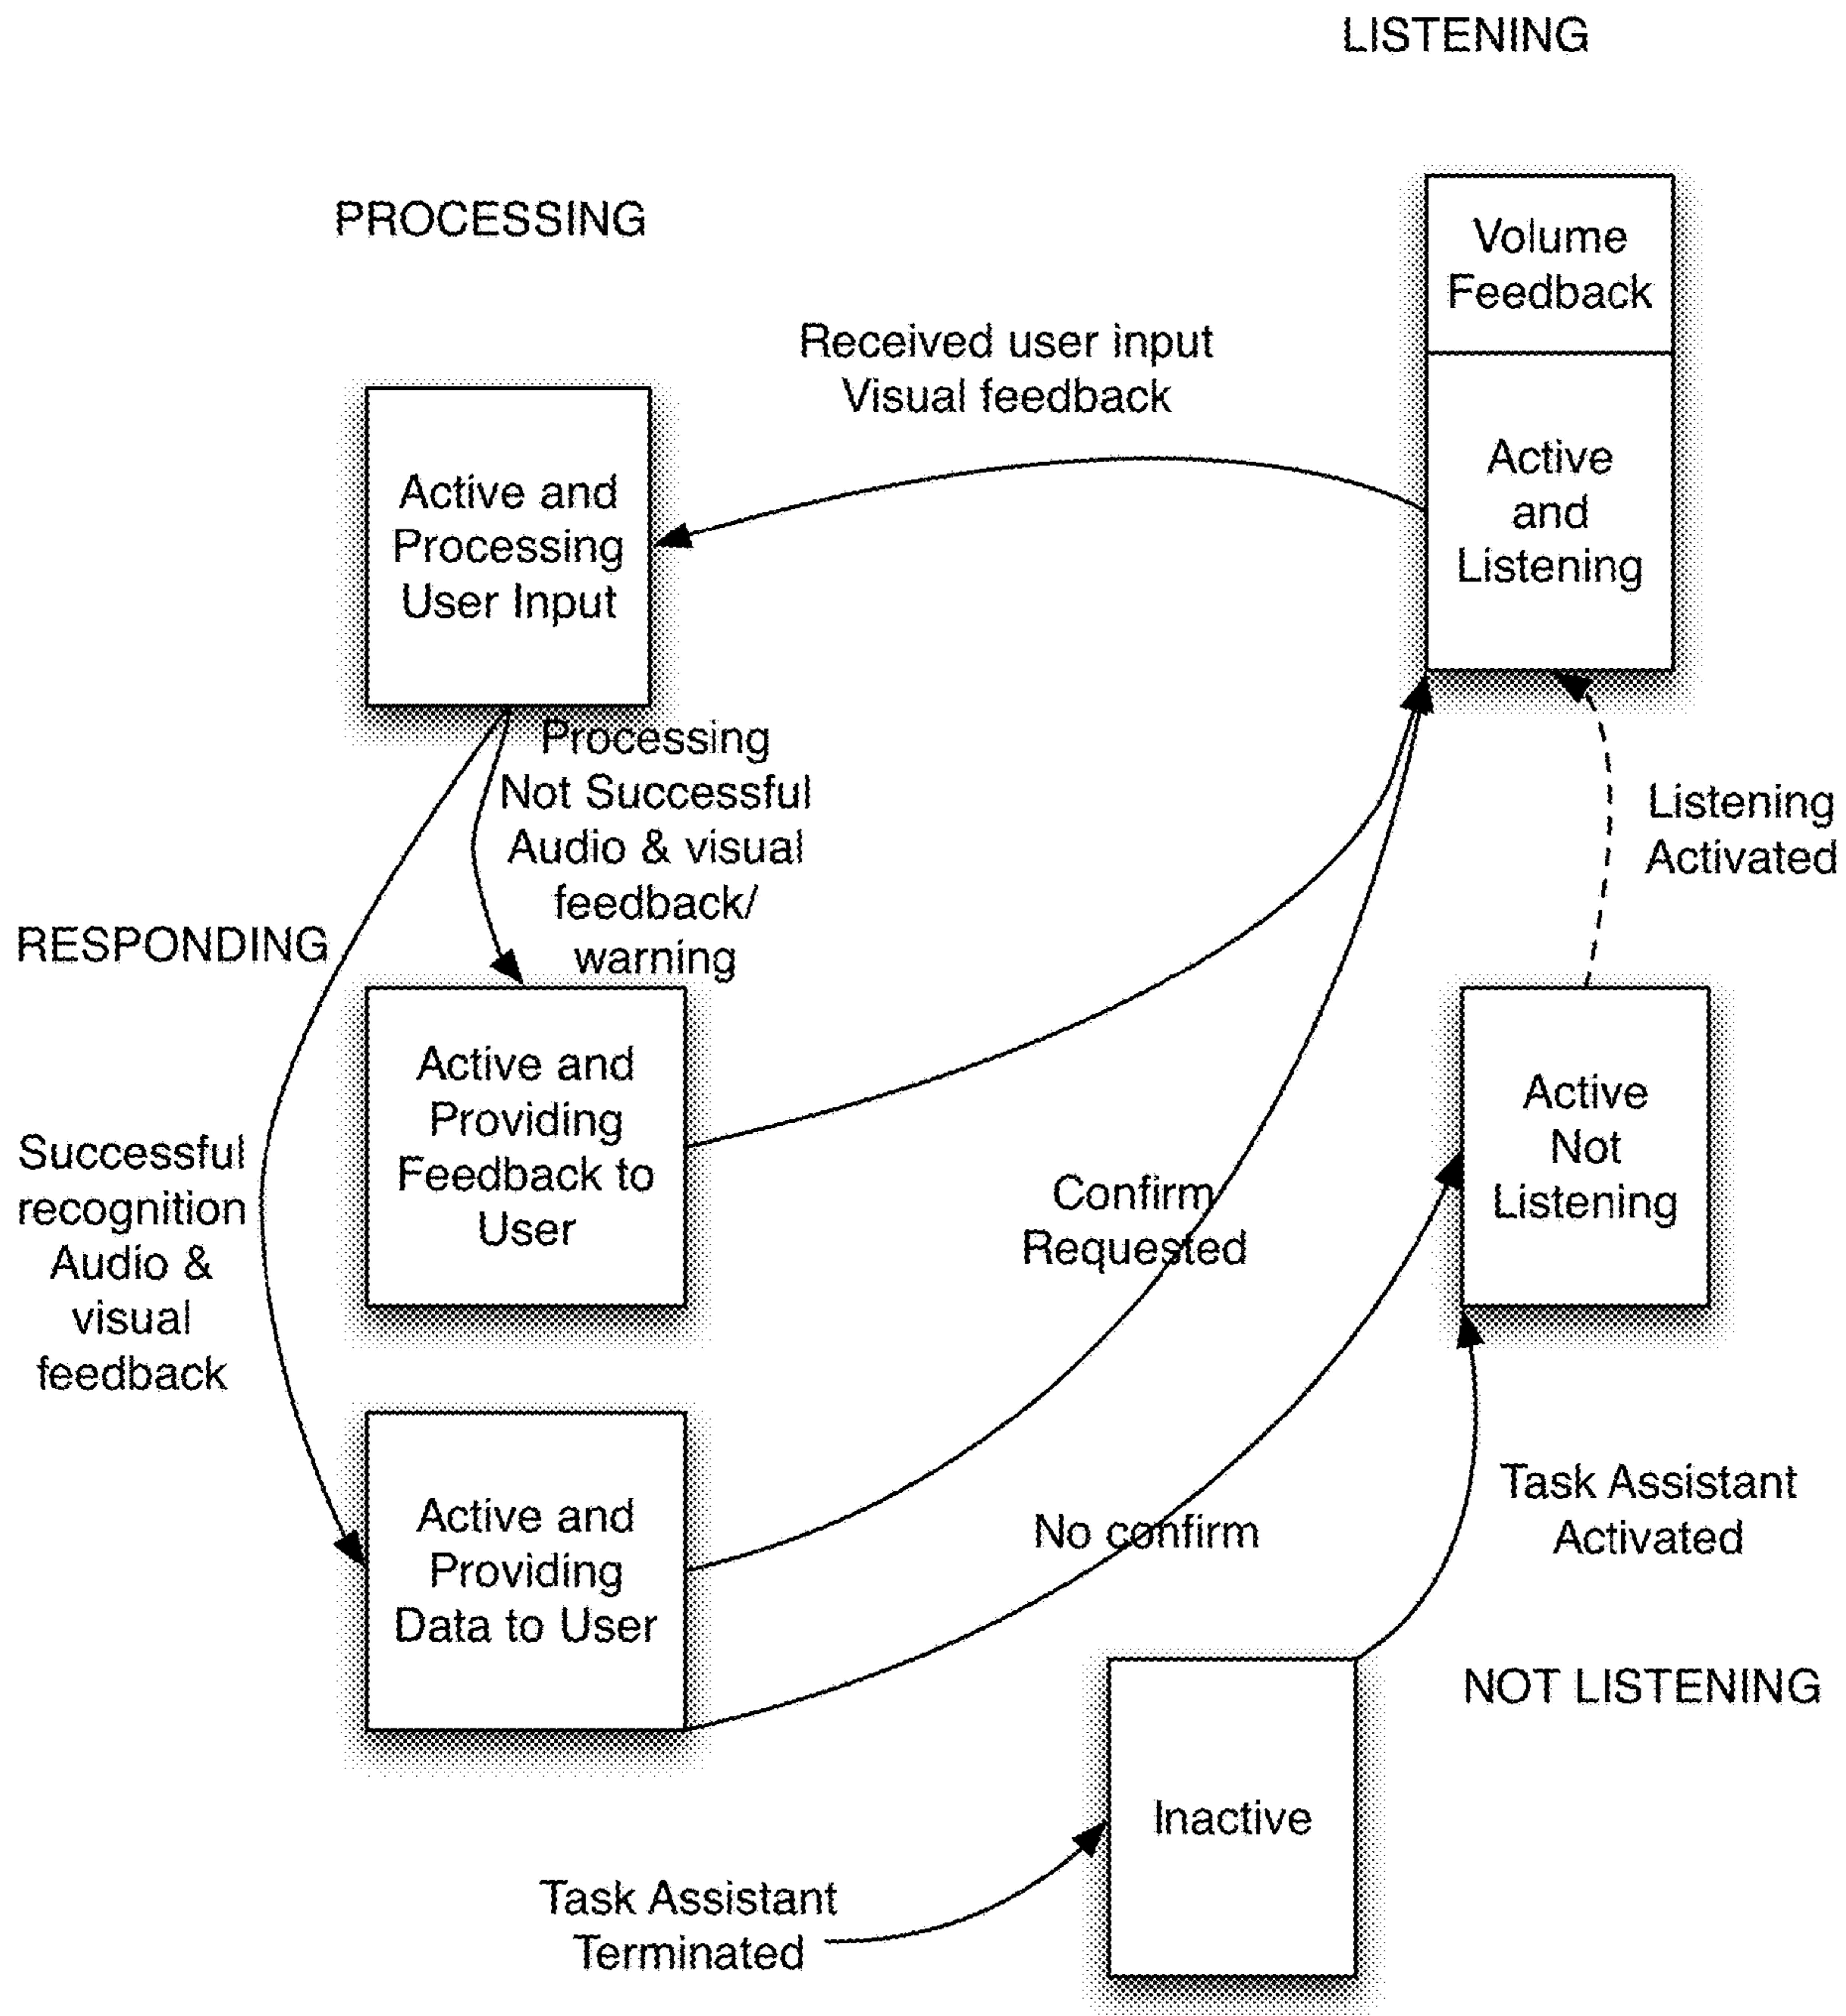 LISTENING
PROCESSING
Volume
Feedback
Received user input
Visual feedback
Active and
Processing
User Input
Active
and
Listening
Processing
Not Successful
Audio & visual
feedback/
warning
Listening
Activated
RESPONDING
Active and
Providing
Feedback to
User
Active
Not
Listening
Successful
recognition
Audio &
visual
feedback
Confirm
Requested
Active and
Providing
Data to User
No confirm
Task Assistant
Activated
NOT LISTENING
Inactive
Task Assistant
Terminated